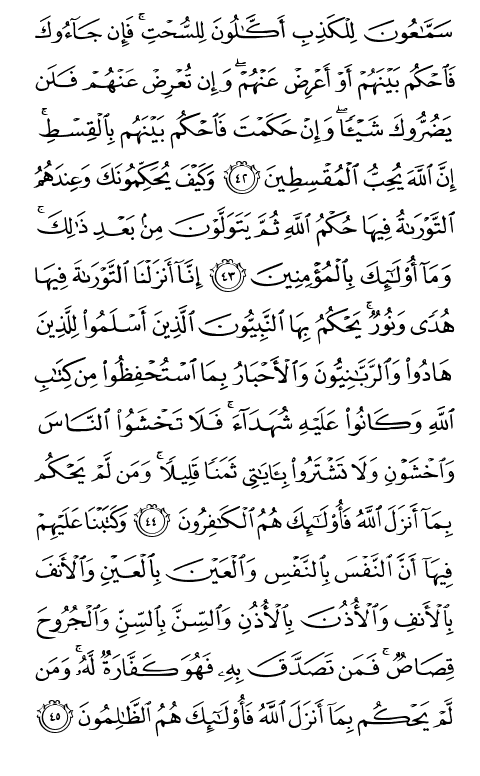 سَمَّٰعُونَ لِلْكَذِبِ أَكَّٰلُونَ لِلسُّحْتِ ۚ فَإِن جَآءُوكَ
فَٱحْكُم بَيْنَهُمْ أَوْ أَعْرِضْ عَنْهُمْ ۖ وَإِن تُعْرِضْ عَنْهُمْ فَلَن
يَضُرُّوكَ شَيْـًٔا ۖ وَإِنْ حَكَمْتَ فَٱحْكُم بَيْنَهُم بِٱلْقِسْطِ ۚ
إِنَّ ٱللَّهَ يُحِبُّ ٱلْمُقْسِطِينَ ٤٢ وَكَيْفَ يُحَكِّمُونَكَ وَعِندَهُمُ
ٱلتَّوْرَىٰةُ فِيهَا حُكْمُ ٱللَّهِ ثُمَّ يَتَوَلَّوْنَ مِنۢ بَعْدِ ذَٰلِكَ ۚ
وَمَآ أُو۟لَٰٓئِكَ بِٱلْمُؤْمِنِينَ ٤٣ إِنَّآ أَنزَلْنَا ٱلتَّوْرَىٰةَ فِيهَا
هُدًى وَنُورٌ ۚ يَحْكُمُ بِهَا ٱلنَّبِيُّونَ ٱلَّذِينَ أَسْلَمُوا۟ لِلَّذِينَ
هَادُوا۟ وَٱلرَّبَّٰنِيُّونَ وَٱلْأَحْبَارُ بِمَا ٱسْتُحْفِظُوا۟ مِن كِتَٰبِ
ٱللَّهِ وَكَانُوا۟ عَلَيْهِ شُهَدَآءَ ۚ فَلَا تَخْشَوُا۟ ٱلنَّاسَ
وَٱخْشَوْنِ وَلَا تَشْتَرُوا۟ بِـَٔايَٰتِى ثَمَنًا قَلِيلًا ۚ وَمَن لَّمْ يَحْكُم
بِمَآ أَنزَلَ ٱللَّهُ فَأُو۟لَٰٓئِكَ هُمُ ٱلْكَٰفِرُونَ ٤٤ وَكَتَبْنَا عَلَيْهِمْ
فِيهَآ أَنَّ ٱلنَّفْسَ بِٱلنَّفْسِ وَٱلْعَيْنَ بِٱلْعَيْنِ وَٱلْأَنفَ
بِٱلْأَنفِ وَٱلْأُذُنَ بِٱلْأُذُنِ وَٱلسِّنَّ بِٱلسِّنِّ وَٱلْجُرُوحَ
قِصَاصٌ ۚ فَمَن تَصَدَّقَ بِهِۦ فَهُوَ كَفَّارَةٌ لَّهُۥ ۚ وَمَن
لَّمْ يَحْكُم بِمَآ أَنزَلَ ٱللَّهُ فَأُو۟لَٰٓئِكَ هُمُ ٱلظَّٰلِمُونَ ٤٥